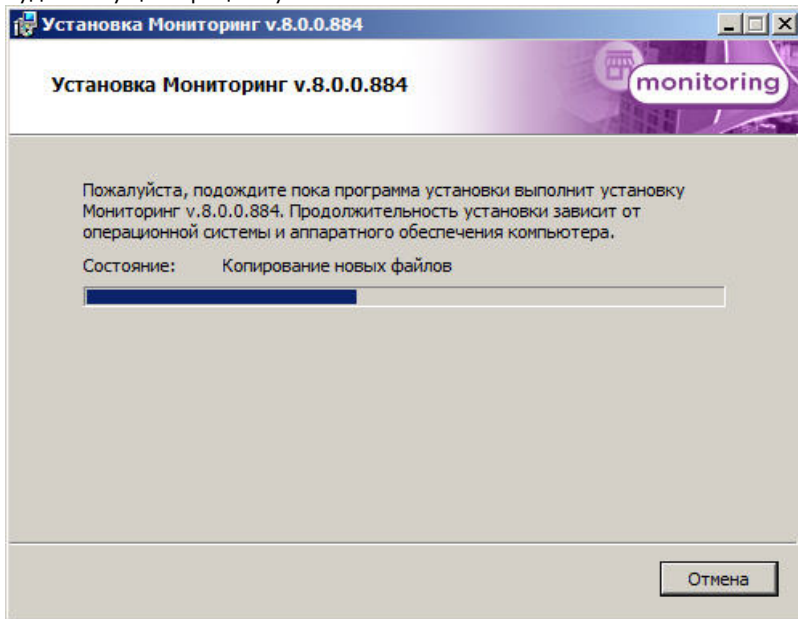 Установка Мониторинг v.8.0.0.884
Установка Мониторинг v.8.0.0.884
monitoring
Пожалуйста, подождите пока программа установки выполнит установку
Мониторинг v.8.0.0.884. Продолжительность установки зависит от
операционной системы и аппаратного обеспечения компьютера.
Состояние: Копирование новых файлов
Отмена